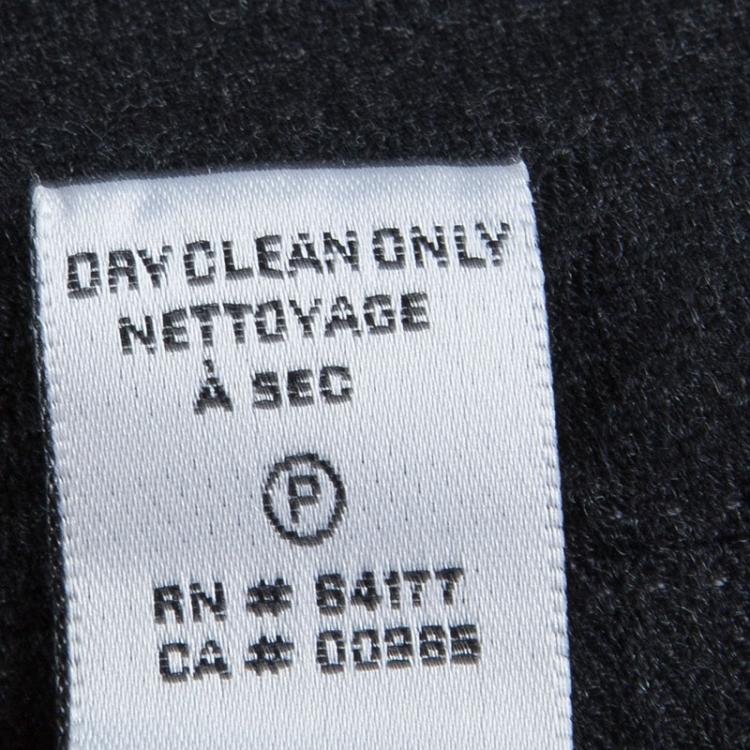 DRY CLEAN ONLY
NETTOYAGE
À SEC
P
RN # 64177
CA # 00365